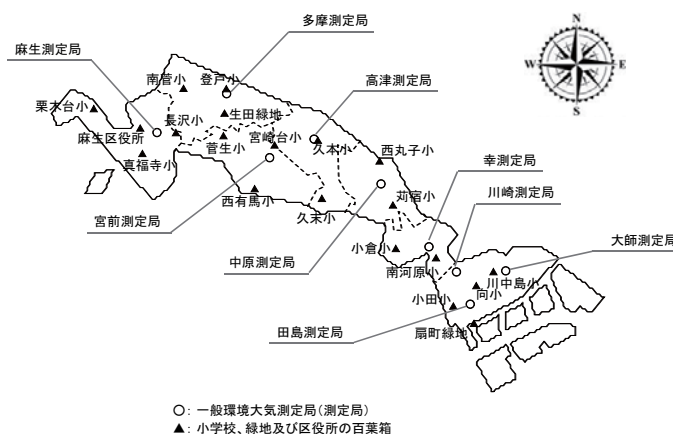 多摩測定局
麻生測定局
高津測定局
N
W
E
S
南菅小
登戸小
栗木台小
生田緑地
長沢小
麻生区役所
菅生小
宮崎台小
久本小
西丸子小
真福寺小
幸測定局
西有馬小
川崎測定局
久末小
苅宿小
宮前測定局
大師測定局
中原測定局
小倉小
南河原小
川中島小
向小
小田小
田島測定局
扇町緑地
○: 一般環境大気測定局(測定局)
▲: 小学校、緑地及び区役所の百葉箱